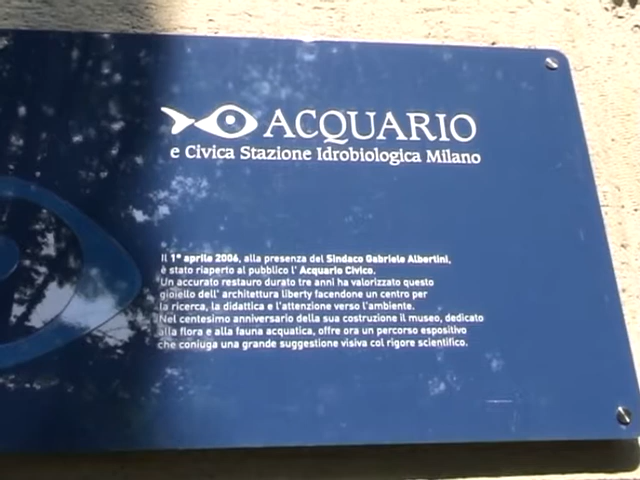 ACQUARIO
e Civica Stazione Idrobiologica Milano
Il 1° aprile 2006, alla presenza del Sindaco Gabriele Albertini,
è stato riaperto al pubblico l' Acquario Civico.
Un accurato restauro durato tre anni ha valorizzato questo
gioiello dell' architettura liberty facendone un centro per
la ricerca, la didattica e l'attenzione verso l'ambiente.
Nel centesimo anniversario della sua costruzione il museo, dedicato
alla flora e alla fauna acquatica, offre ora un percorso espositivo
che coniuga una grande suggestione visiva col rigore scientifico.